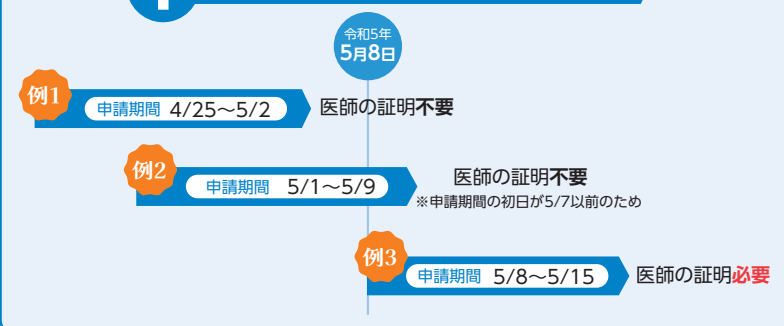 令和5年
5月8日
例1
申請期間 4/25～5/2
医師の証明不要
例2
申請期間 5/1～5/9
医師の証明不要
※申請期間の初日が5/7以前のため
例3
申請期間 5/8～5/15
医師の証明必要